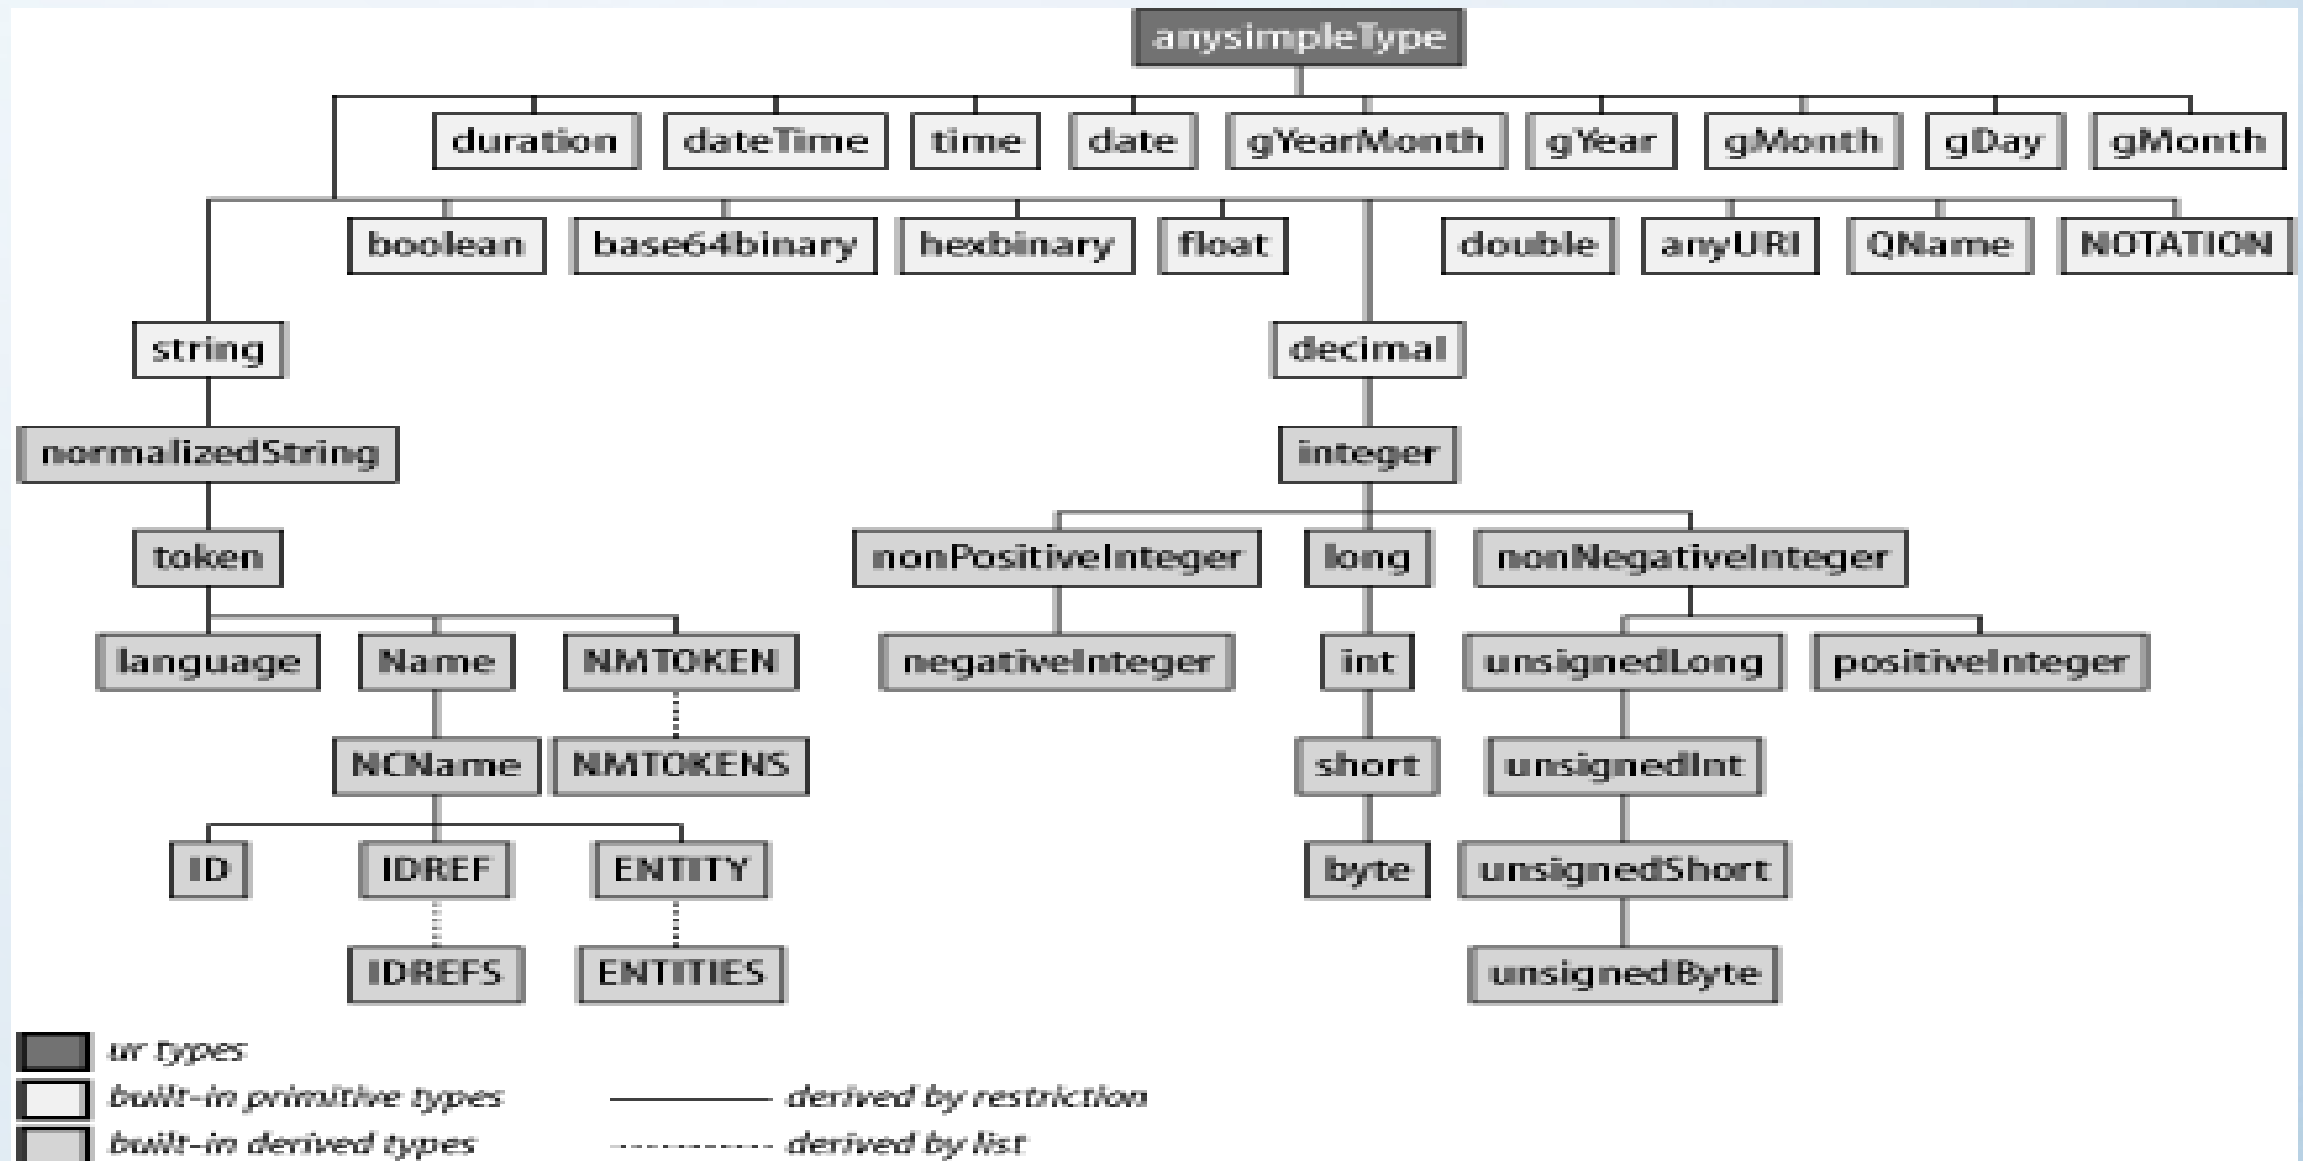 anysimpleType
duration dateTime time date gYearMonth gYear gMonth gDay gMonth
boolean base64binary hexbinary float double anyURI QName NOTATION
string decimal
normalizedString integer
token nonPositiveInteger long nonNegativeInteger
language Name NMTOKEN negativeInteger int unsignedLong positiveInteger
NCName NMTOKENS short unsignedInt
ID IDREF ENTITY byte unsignedShort
IDREFS ENTITIES unsignedByte
ur types
built-in primitive types derived by restriction
built-in derived types derived by list